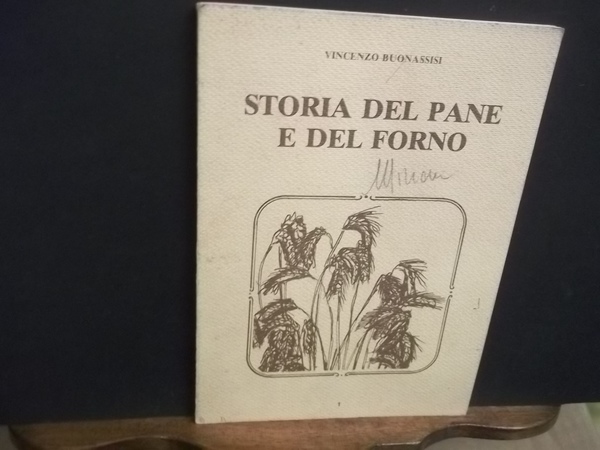 VINCENZO BUONASSISI
STORIA DEL PANE
E DEL FORNO